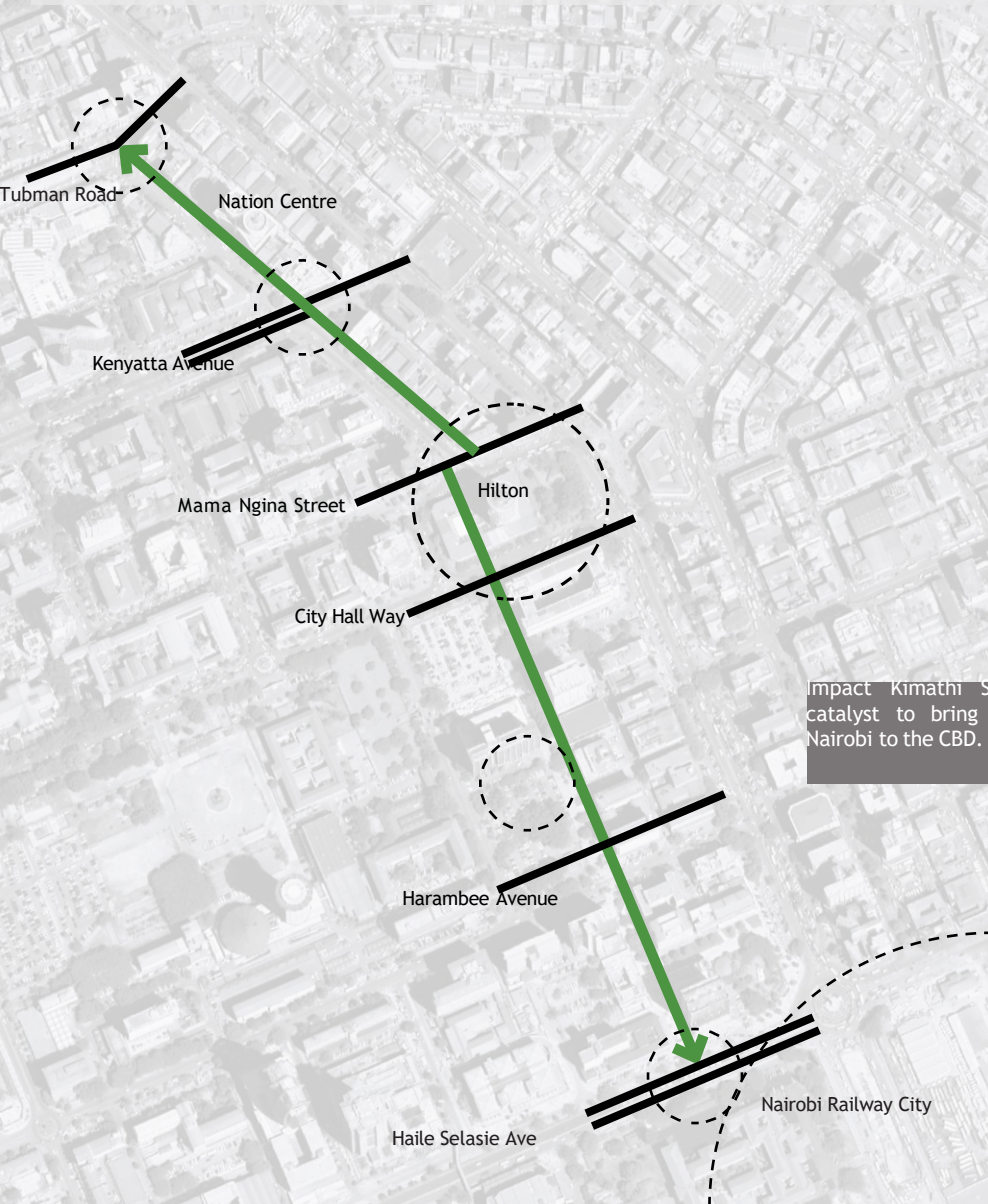 Nation Centre
Tubman Road
Kenyatta Avenue
Hilton
Mama Ngina Street
City Hall Way
Impact Kimathi S
catalyst to bring
Nairobi to the CBD.
Harambee Avenue
Nairobi Railway City
Haile Selasie Ave